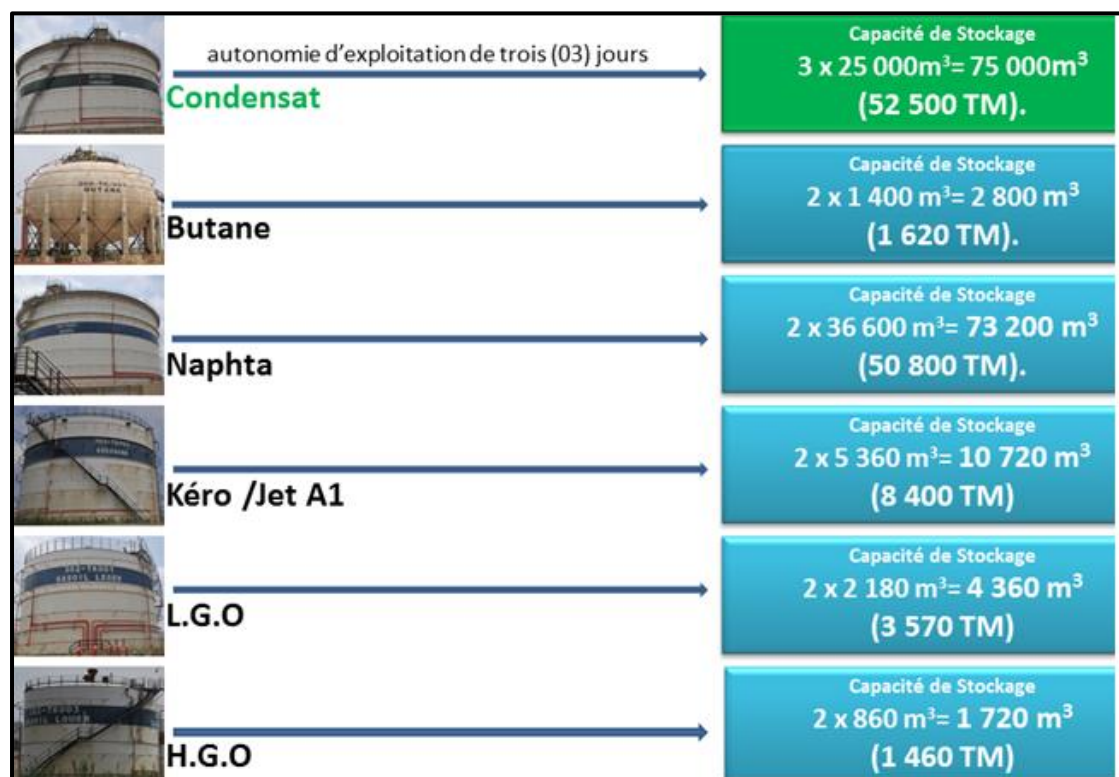 autonomie d'exploitation de trois (03) jours
Condensat
Capacité de Stockage
3 x 25 000m³= 75 000m³
(52 500 TM).
BUTANE
Butane
Capacité de Stockage
2 x 1 400 m³= 2 800 m³
(1 620 TM).
Naphta
Capacité de Stockage
2 x 36 600 m³= 73 200 m³
(50 800 TM).
Kéro /Jet A1
Capacité de Stockage
2 x 5 360 m³= 10 720 m³
(8 400 TM)
L.G.O
Capacité de Stockage
2 x 2 180 m³= 4 360 m³
(3 570 TM)
H.G.O
Capacité de Stockage
2 x 860 m³= 1 720 m³
(1 460 TM)